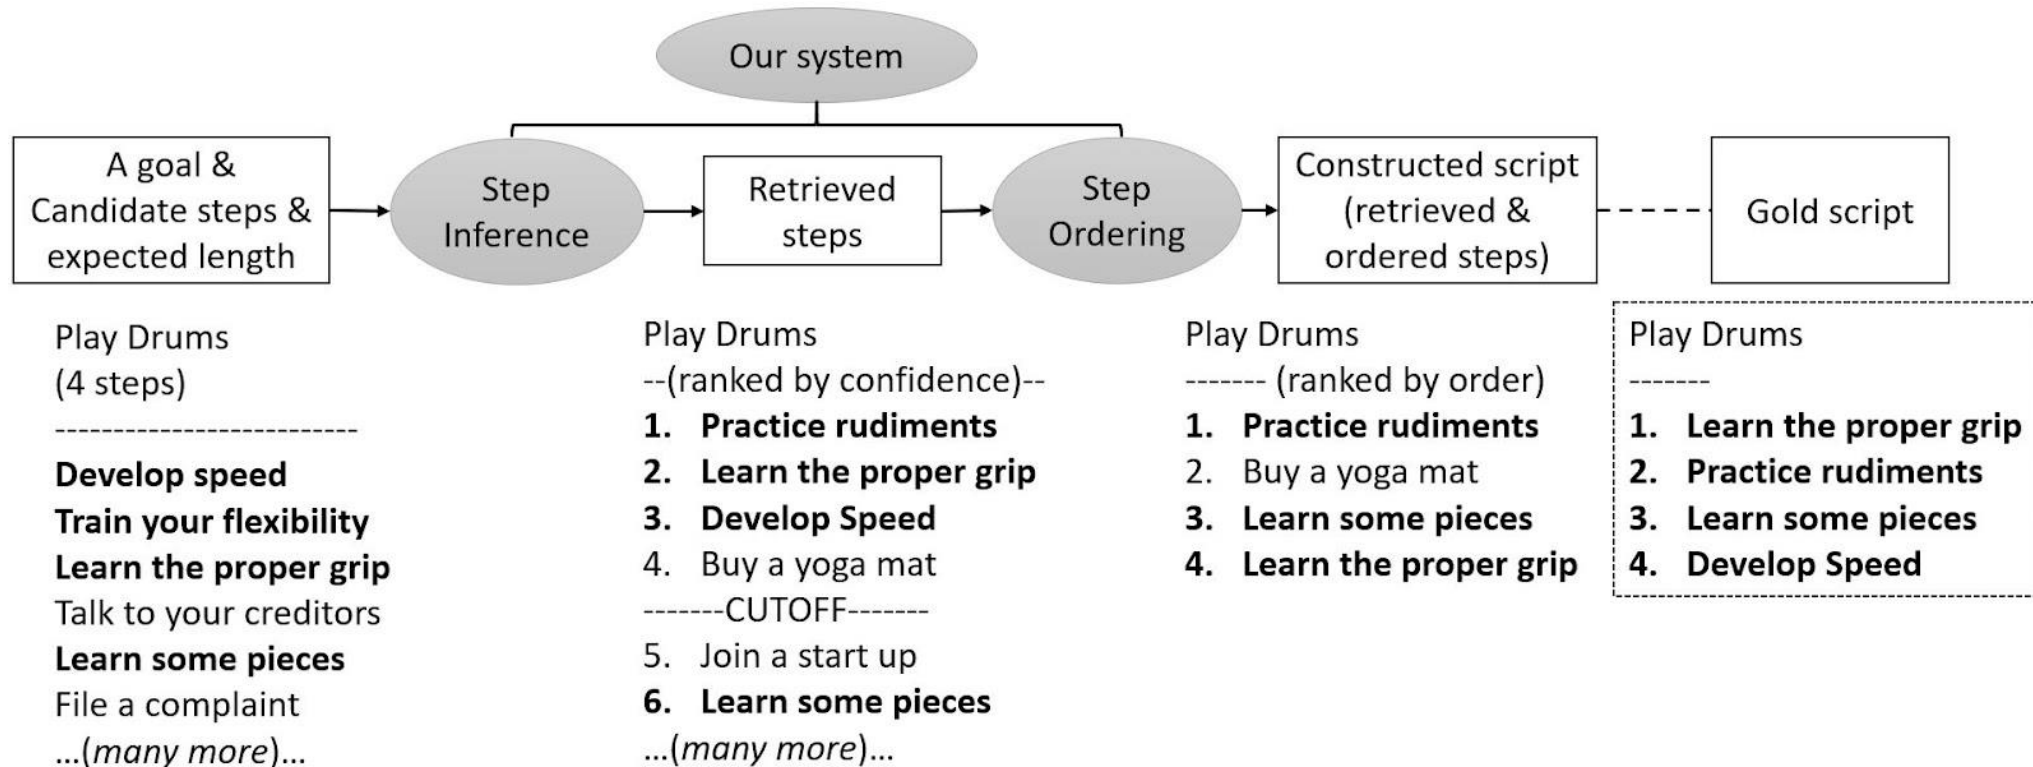 Our system
A goal &
Candidate steps &
expected length
Step
Inference
Retrieved
steps
Step
Ordering
Constructed script
(retrieved &
ordered steps)
Gold script
Play Drums
(4 steps)
--------------------------
Develop speed
Train your flexibility
Learn the proper grip
Talk to your creditors
Learn some pieces
File a complaint
...(many more)...
Play Drums
--(ranked by confidence)--
1. Practice rudiments
2. Learn the proper grip
3. Develop Speed
4. Buy a yoga mat
-------CUTOFF-------
5. Join a start up
6. Learn some pieces
...(many more)...
Play Drums
------- (ranked by order)
1. Practice rudiments
2. Buy a yoga mat
3. Learn some pieces
4. Learn the proper grip
Play Drums
-------
1. Learn the proper grip
2. Practice rudiments
3. Learn some pieces
4. Develop Speed